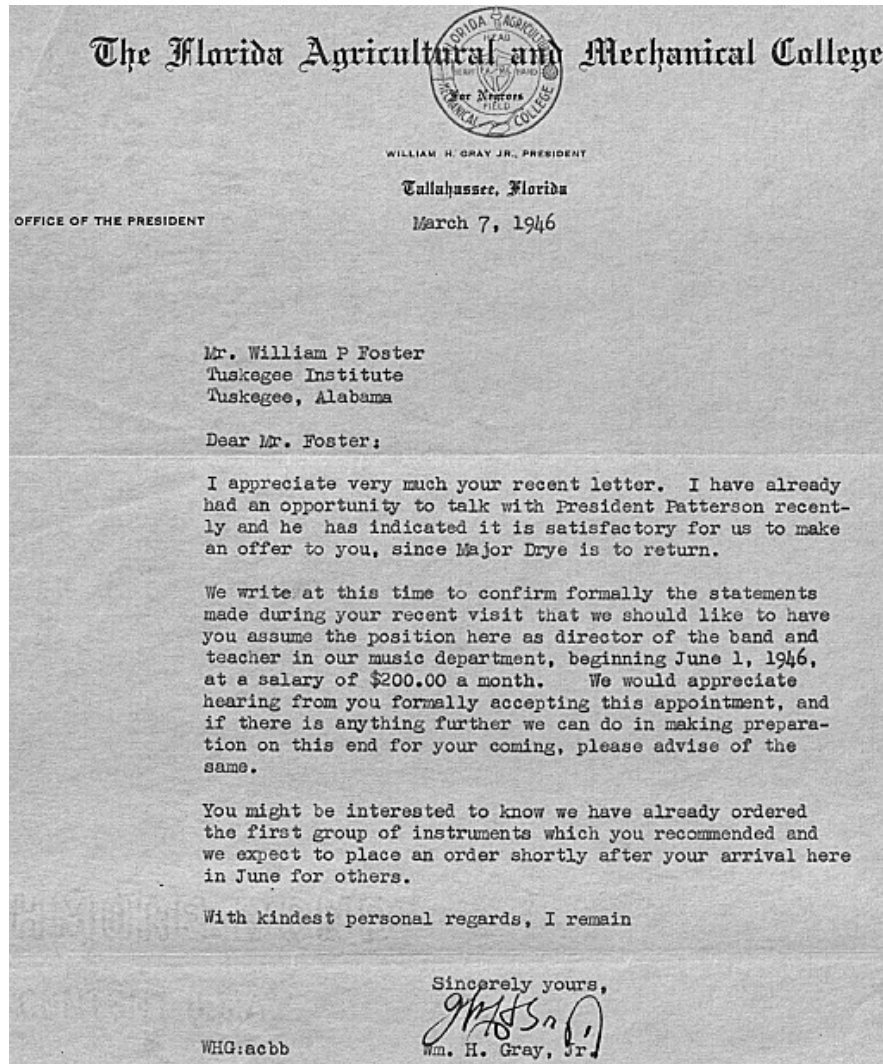 The Florida Agricultural and Mechanical College
FLORIDA AGRICULTURAL
HEAD
HEART
HAND
For Negroes
FIELD
MECHANICAL COLLEGE
WILLIAM H. GRAY JR., PRESIDENT
Tallahassee, Florida
OFFICE OF THE PRESIDENT
March 7, 1946
Mr. William P Foster
Tuskegee Institute
Tuskegee, Alabama
Dear Mr. Foster:
I appreciate very much your recent letter. I have already
had an opportunity to talk with President Patterson recent-
ly and he has indicated it is satisfactory for us to make
an offer to you, since Major Drye is to return.
We write at this time to confirm formally the statements
made during your recent visit that we should like to have
you assume the position here as director of the band and
teacher in our music department, beginning June 1, 1946,
at a salary of $200.00 a month. We would appreciate
hearing from you formally accepting this appointment, and
if there is anything further we can do in making prepara-
tion on this end for your coming, please advise of the
same.
You might be interested to know we have already ordered
the first group of instruments which you recommended and
we expect to place an order shortly after your arrival here
in June for others.
With kindest personal regards, I remain
Sincerely yours,
WHG:acbb
Wm. H. Gray, Jr.